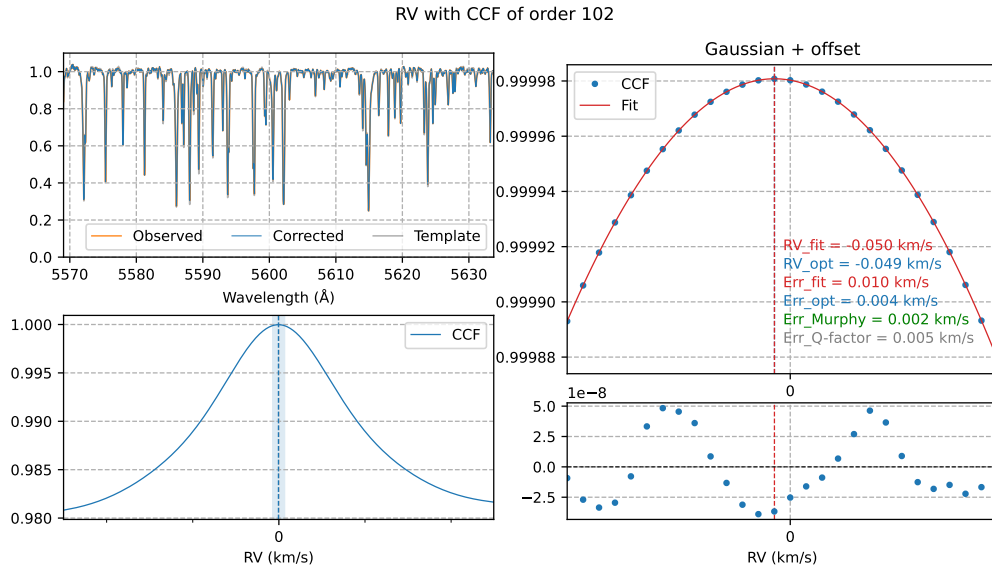 RV with CCF of order 102
1.0
0.8
0.6
0.4
0.2
0.0
Observed
Corrected
Template
5570
5580
5590
5600
5610
5620
5630
Wavelength (Å)
1.000
0.995
0.990
0.985
0.980
CCF
0
RV (km/s)
Gaussian + offset
0.99998
0.99996
0.99994
0.99992
0.99990
0.99988
CCF
Fit
RV_fit = -0.050 km/s
RV_opt = -0.049 km/s
Err_fit = 0.010 km/s
Err_opt = 0.004 km/s
Err_Murphy = 0.002 km/s
Err_Q-factor = 0.005 km/s
0
1e−8
5.0
2.5
0.0
−2.5
0
RV (km/s)